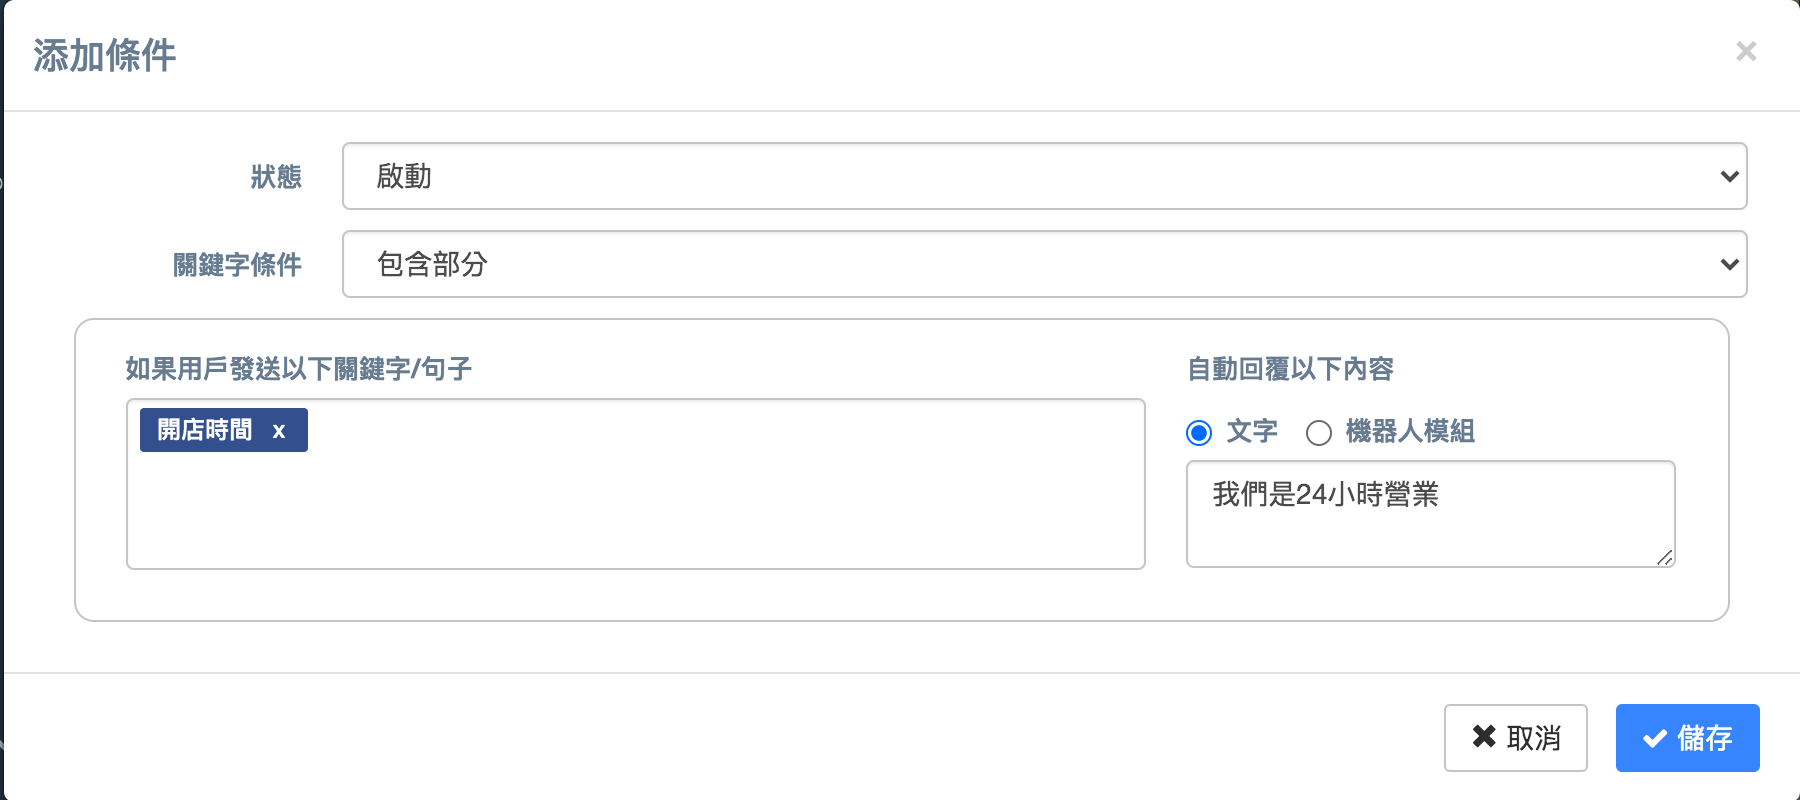 添加條件
×
狀態
啟動
關鍵字條件
包含部分
如果用戶發送以下關鍵字/句子
開店時間 x
自動回覆以下內容
文字 機器人模組
我們是24小時營業
取消 儲存